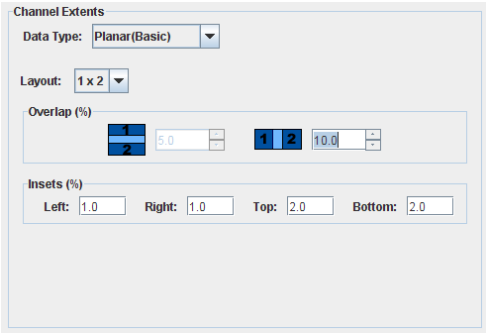 Channel Extents
Data Type: Planar(Basic)
Layout: 1 x 2
Overlap (%)
1
2
5.0
1 2
10.0
Insets (%)
Left: 1.0 Right: 1.0 Top: 2.0 Bottom: 2.0